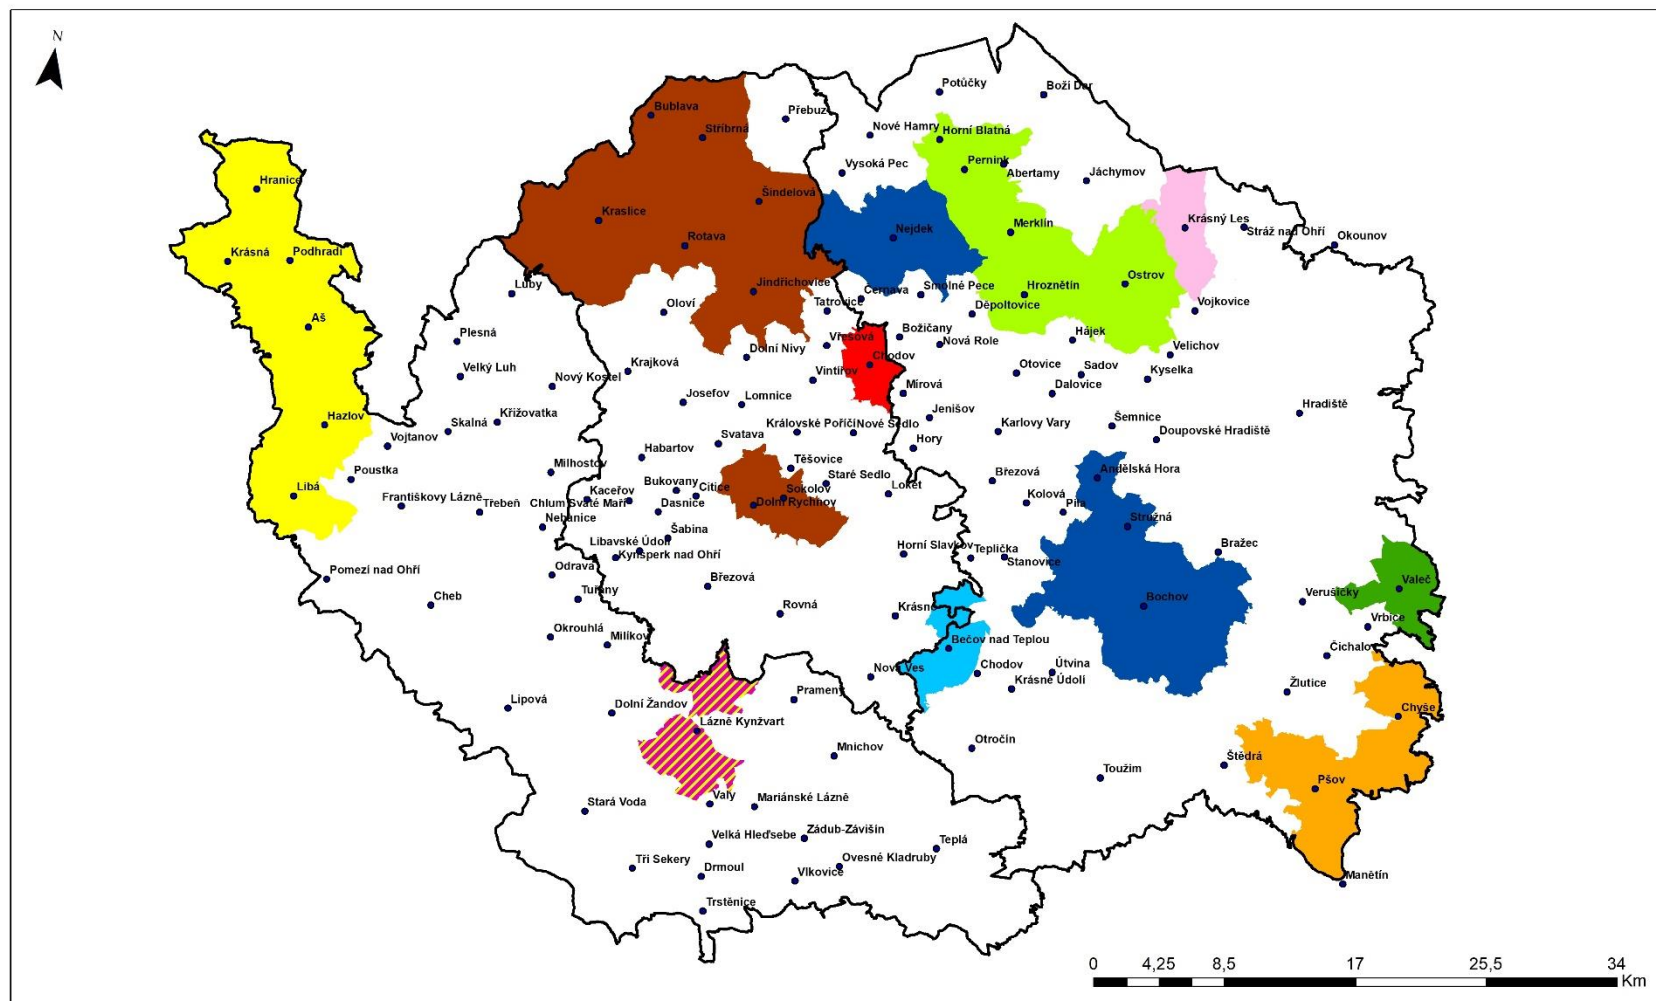 N
Potůčky
Boží Dar
Bublava
Přebuz
Stříbrná
Nové Hamry
Horní Blatná
Pernink
Abertamy
Vysoká Pec
Jáchymov
Hranice
Šindelová
Kraslice
Krásný Les
Stráž nad Ohří
Merklín
Nejdek
Okounov
Rotava
Krásná
Podhradí
Ostrov
Luby
Jindřichovice
Černava
Smolné Pece
Hroznětín
Oloví
Tatrovice
Děpoltovice
Vojkovice
Aš
Plesná
Vřesová
Božičany
Nová Role
Hájek
Dolní Nivy
Chodov
Velichov
Krajková
Velký Luh
Nový Kostel
Vintířov
Otovice
Sadov
Kyselka
Mírová
Dalovice
Josefov
Lomnice
Hradiště
Hazlov
Křižovatka
Skalná
Jenišov
Šemnice
Královské Poříčí
Nové Sedlo
Karlovy Vary
Doupovské Hradiště
Vojtanov
Svatava
Hory
Habartov
Milhostov
Těšovice
Poustka
Staré Sedlo
Březová
Andělská Hora
Libá
Bukovany
Citice
Sokolov
Loket
Františkovy Lázně
Třebeň
Chlum Svaté Maří
Kaceřov
Dasnice
Dolní Rychnov
Kolová
Pila
Nebanice
Šabina
Stružná
Libavské Údolí
Kynšperk nad Ohří
Horní Slavkov
Teplička
Stanovice
Bražec
Pomezí nad Ohří
Odrava
Březová
Valeč
Cheb
Tuřany
Rovná
Krásno
Bochov
Verušičky
Vrbice
Okrouhlá
Milíkov
Bečov nad Teplou
Čichalov
Nová Ves
Chodov
Útvina
Krásné Údolí
Žlutice
Lipová
Dolní Žandov
Prameny
Chyše
Lázně Kynžvart
Mnichov
Otročín
Štědrá
Toužim
Pšov
Stará Voda
Valy
Mariánské Lázně
Velká Hleďsebe
Zádub-Závišín
Teplá
Tři Sekery
Drmoul
Ovesné Kladruby
Vlkovice
Manětín
Trstěnice
0 4,25 8,5 17 25,5 34
Km